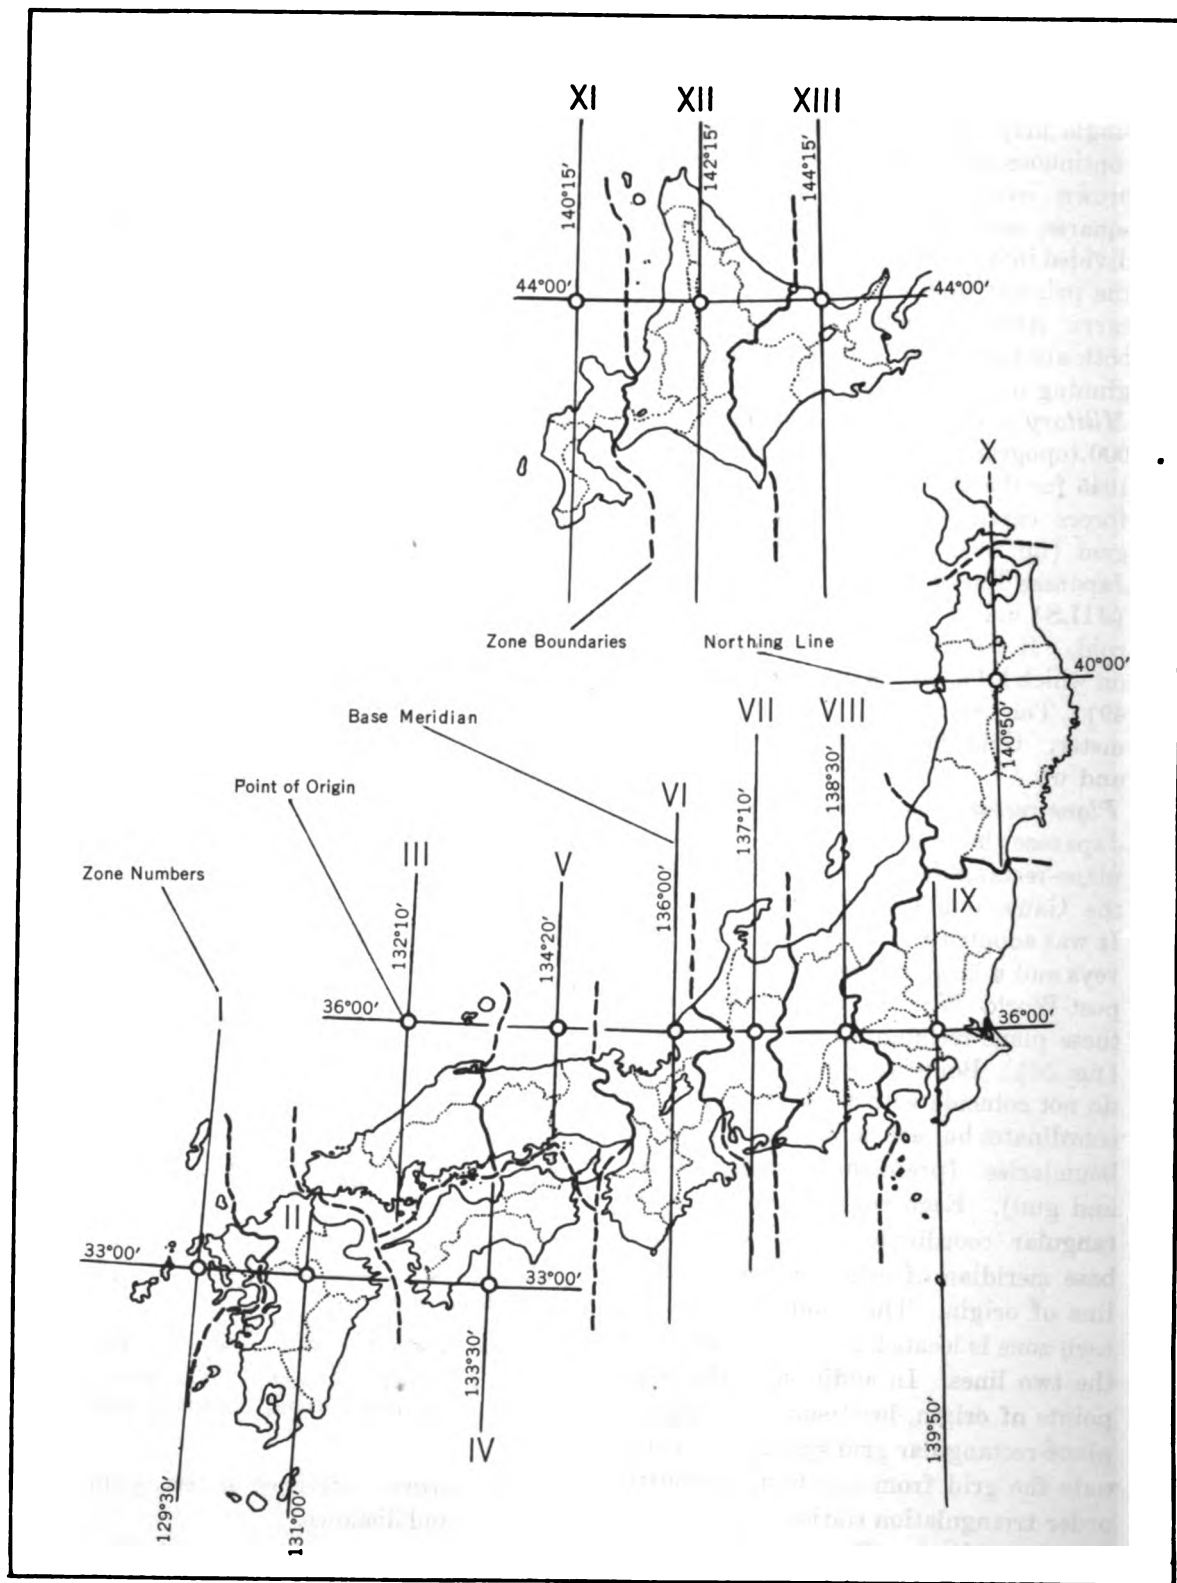 XI XII XIII
140°15′
142°15′
144°15′
44°00′
44°00′
X
Zone Boundaries
Northing Line
40°00′
140°50′
Base Meridian
VII VIII
Point of Origin
VI
137°10′
138°30′
Zone Numbers
III
V
136°00′
IX
132°10′
134°20′
I
36°00′
36°00′
II
33°00′
33°00′
133°30′
IV
139°50′
129°30′
131°00′